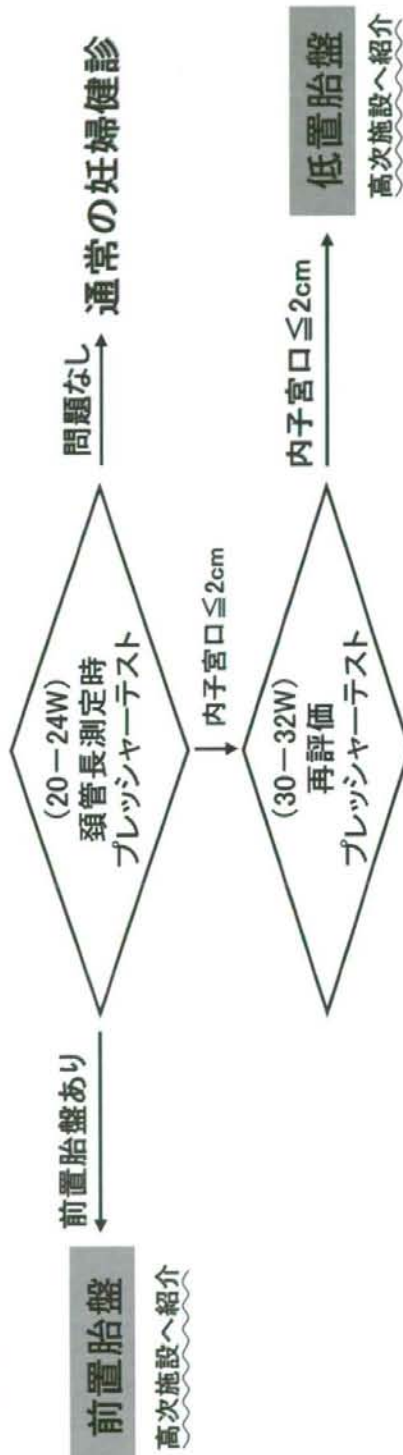 前置胎盤
高次施設へ紹介
前置胎盤あり
(20－24W)
頚管長測定時
プレッシャーテスト
問題なし
通常の妊婦健診
内子宮口≦2cm
(30－32W)
再評価
プレッシャーテスト
内子宮口≦2cm
低置胎盤
高次施設へ紹介